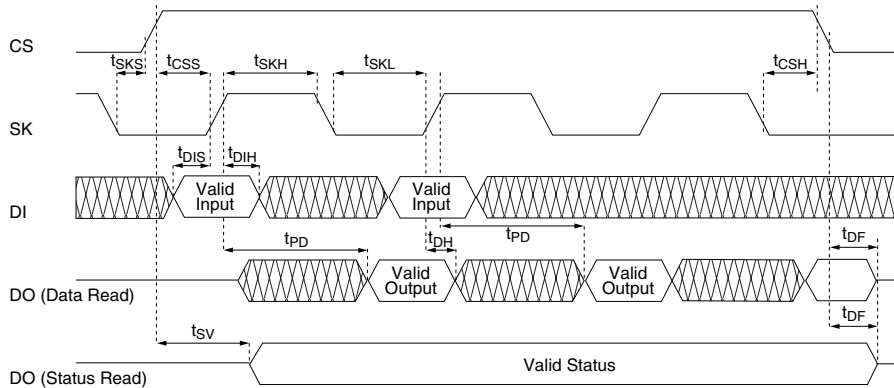 CS
tSKS tCSS tSKH tSKL tCSH
SK
tDIS tDIH
DI Valid Input Valid Input
tPD tDH tPD tDF
DO (Data Read) Valid Output Valid Output
tDF
tSV
DO (Status Read) Valid Status